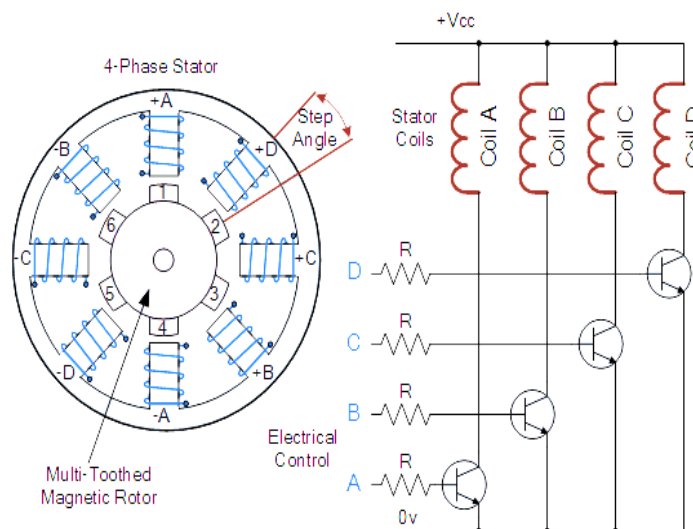 +Vcc
4-Phase Stator
+A
Step
Angle
Stator
Coils
Coil A
Coil B
Coil C
Coil D
-B
+D
1
6
2
-C
+C
5
3
4
-D
+B
-A
D
R
C
R
B
R
A
R
0v
Electrical
Control
Multi-Toothed
Magnetic Rotor